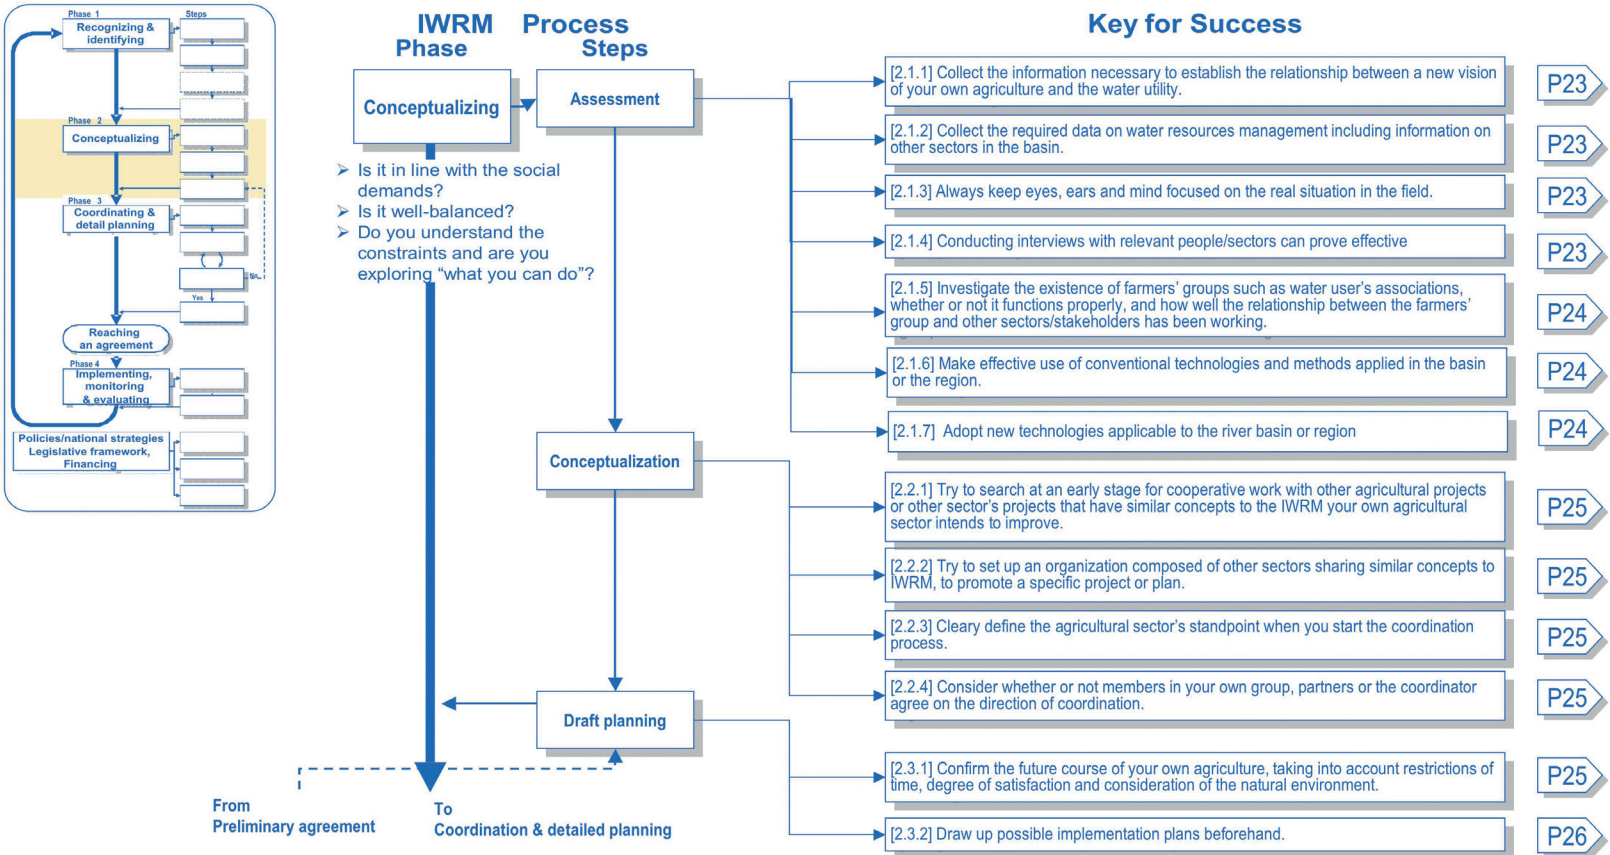 Phase 1
Steps
Recognizing &
identifying
Phase 2
Conceptualizing
Phase 3
Coordinating &
detail planning
No
Yes
Reaching
an agreement
Phase 4
Implementing,
monitoring
& evaluating
Policies/national strategies
Legislative framework,
Financing
IWRM Process
Phase Steps
Key for Success
Conceptualizing
➢ Is it in line with the social
demands?
➢ Is it well-balanced?
➢ Do you understand the
constraints and are you
exploring “what you can do”?
Assessment
[2.1.1] Collect the information necessary to establish the relationship between a new vision
of your own agriculture and the water utility.
P23
[2.1.2] Collect the required data on water resources management including information on
other sectors in the basin.
P23
[2.1.3] Always keep eyes, ears and mind focused on the real situation in the field.
P23
[2.1.4] Conducting interviews with relevant people/sectors can prove effective
P23
[2.1.5] Investigate the existence of farmers’ groups such as water user’s associations,
whether or not it functions properly, and how well the relationship between the farmers’
group and other sectors/stakeholders has been working.
P24
[2.1.6] Make effective use of conventional technologies and methods applied in the basin
or the region.
P24
[2.1.7] Adopt new technologies applicable to the river basin or region
P24
Conceptualization
[2.2.1] Try to search at an early stage for cooperative work with other agricultural projects
or other sector’s projects that have similar concepts to the IWRM your own agricultural
sector intends to improve.
P25
[2.2.2] Try to set up an organization composed of other sectors sharing similar concepts to
IWRM, to promote a specific project or plan.
P25
[2.2.3] Cleary define the agricultural sector’s standpoint when you start the coordination
process.
P25
[2.2.4] Consider whether or not members in your own group, partners or the coordinator
agree on the direction of coordination.
P25
Draft planning
[2.3.1] Confirm the future course of your own agriculture, taking into account restrictions of
time, degree of satisfaction and consideration of the natural environment.
P25
[2.3.2] Draw up possible implementation plans beforehand.
P26
From
Preliminary agreement
To
Coordination & detailed planning